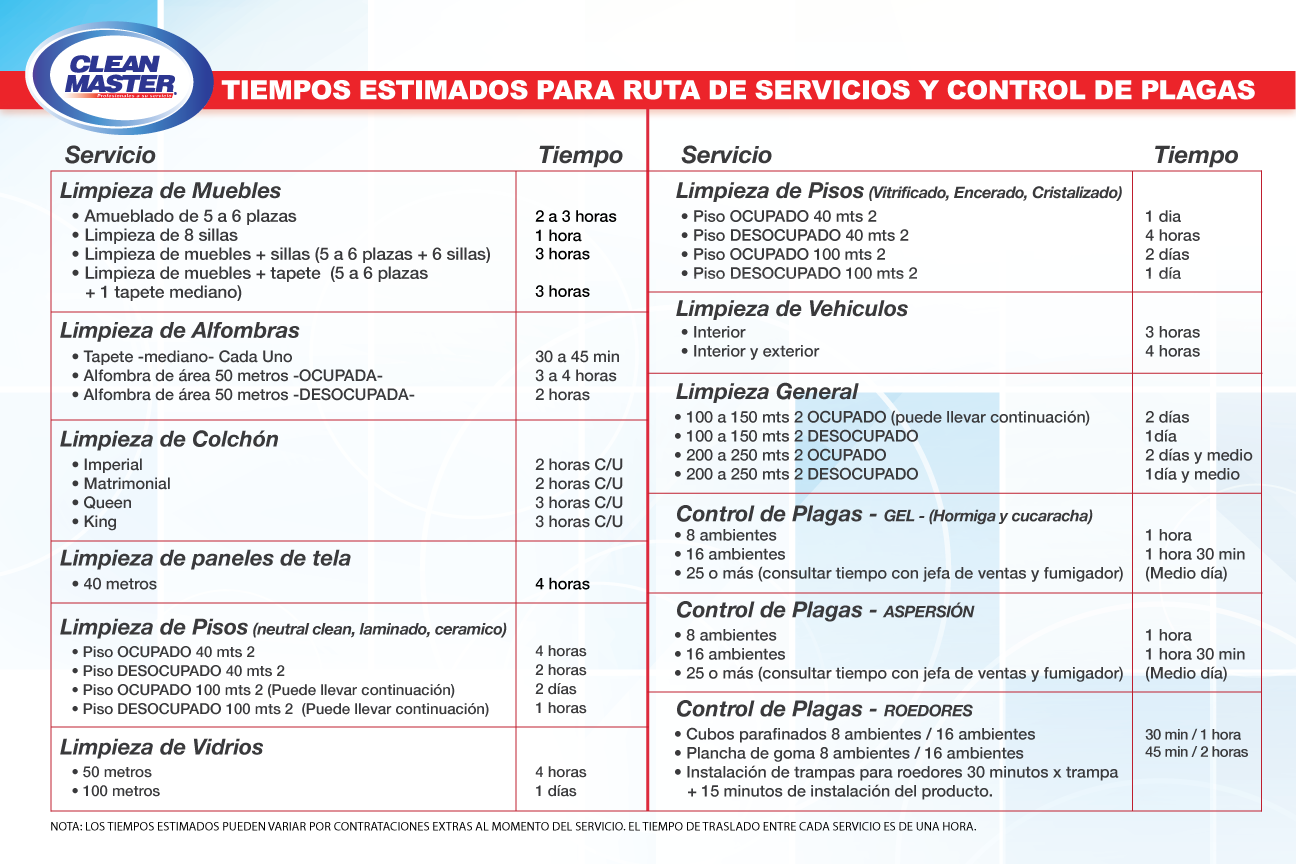 CLEAN
MASTER
Profesionales a su servicio
TIEMPOS ESTIMADOS PARA RUTA DE SERVICIOS Y CONTROL DE PLAGAS
Servicio Tiempo
Limpieza de Muebles
• Amueblado de 5 a 6 plazas 2 a 3 horas
• Limpieza de 8 sillas 1 hora
• Limpieza de muebles + sillas (5 a 6 plazas + 6 sillas) 3 horas
• Limpieza de muebles + tapete (5 a 6 plazas
+ 1 tapete mediano) 3 horas
Limpieza de Alfombras
• Tapete -mediano- Cada Uno 30 a 45 min
• Alfombra de área 50 metros -OCUPADA- 3 a 4 horas
• Alfombra de área 50 metros -DESOCUPADA- 2 horas
Limpieza de Colchón
• Imperial 2 horas C/U
• Matrimonial 2 horas C/U
• Queen 3 horas C/U
• King 3 horas C/U
Limpieza de paneles de tela
• 40 metros 4 horas
Limpieza de Pisos (neutral clean, laminado, ceramico)
• Piso OCUPADO 40 mts 2 4 horas
• Piso DESOCUPADO 40 mts 2 2 horas
• Piso OCUPADO 100 mts 2 (Puede llevar continuación) 2 días
• Piso DESOCUPADO 100 mts 2 (Puede llevar continuación) 1 horas
Limpieza de Vidrios
• 50 metros 4 horas
• 100 metros 1 días
Servicio Tiempo
Limpieza de Pisos (Vitrificado, Encerado, Cristalizado)
• Piso OCUPADO 40 mts 2 1 dia
• Piso DESOCUPADO 40 mts 2 4 horas
• Piso OCUPADO 100 mts 2 2 días
• Piso DESOCUPADO 100 mts 2 1 día
Limpieza de Vehiculos
• Interior 3 horas
• Interior y exterior 4 horas
Limpieza General
• 100 a 150 mts 2 OCUPADO (puede llevar continuación) 2 días
• 100 a 150 mts 2 DESOCUPADO 1día
• 200 a 250 mts 2 OCUPADO 2 días y medio
• 200 a 250 mts 2 DESOCUPADO 1día y medio
Control de Plagas - GEL - (Hormiga y cucaracha)
• 8 ambientes 1 hora
• 16 ambientes 1 hora 30 min
• 25 o más (consultar tiempo con jefa de ventas y fumigador) (Medio día)
Control de Plagas - ASPERSIÓN
• 8 ambientes 1 hora
• 16 ambientes 1 hora 30 min
• 25 o más (consultar tiempo con jefa de ventas y fumigador) (Medio día)
Control de Plagas - ROEDORES
• Cubos parafinados 8 ambientes / 16 ambientes 30 min / 1 hora
• Plancha de goma 8 ambientes / 16 ambientes 45 min / 2 horas
• Instalación de trampas para roedores 30 minutos x trampa
+ 15 minutos de instalación del producto.
NOTA: LOS TIEMPOS ESTIMADOS PUEDEN VARIAR POR CONTRATACIONES EXTRAS AL MOMENTO DEL SERVICIO. EL TIEMPO DE TRASLADO ENTRE CADA SERVICIO ES DE UNA HORA.